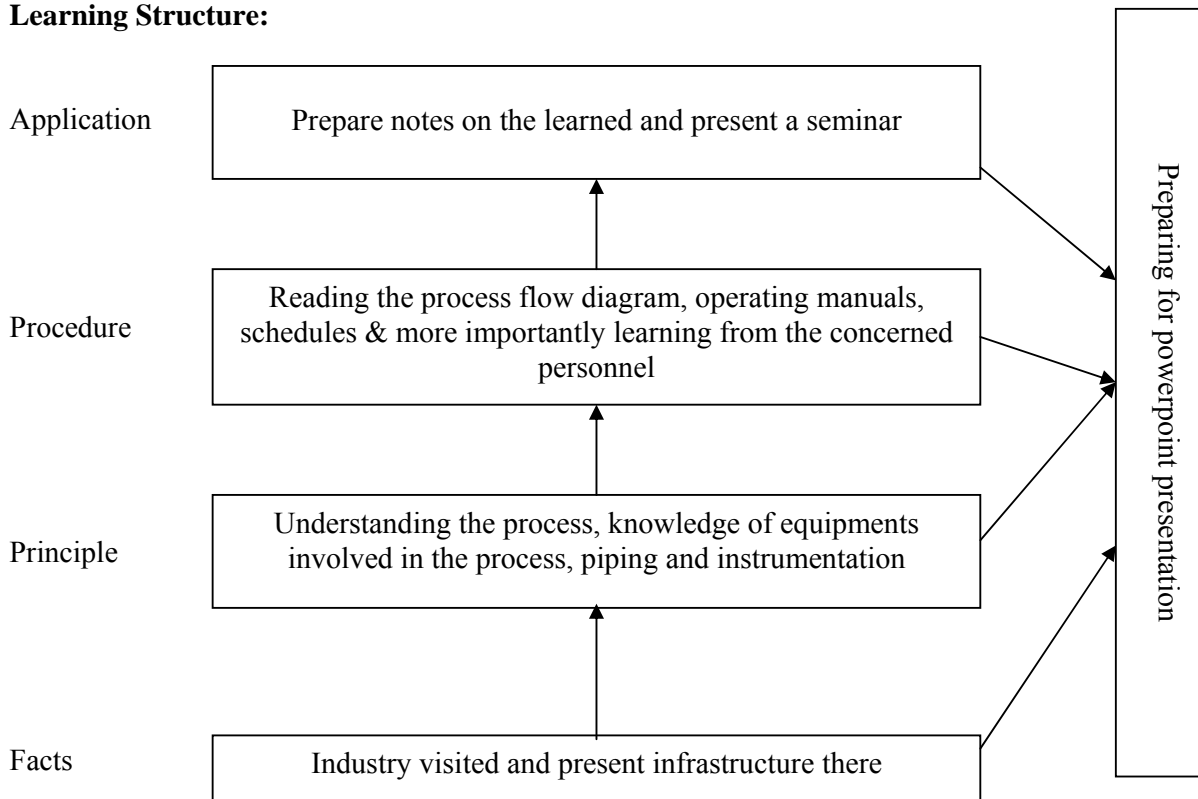 Learning Structure:
Application
Prepare notes on the learned and present a seminar
Procedure
Reading the process flow diagram, operating manuals,
schedules & more importantly learning from the concerned
personnel
Principle
Understanding the process, knowledge of equipments
involved in the process, piping and instrumentation
Facts
Industry visited and present infrastructure there
Preparing for powerpoint presentation